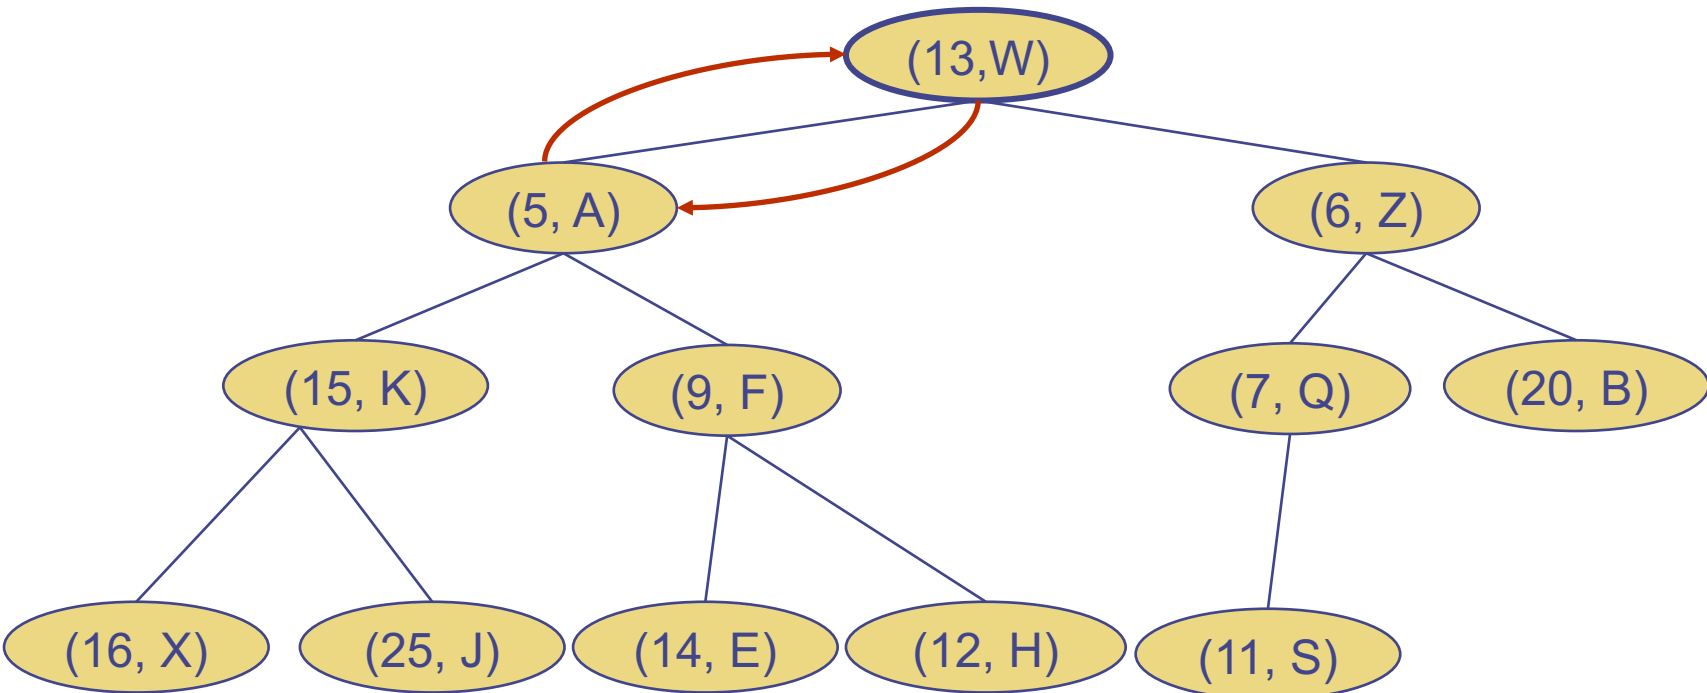 (13,W)
(5, A)
(6, Z)
(15, K)
(9, F)
(7, Q)
(20, B)
(16, X)
(25, J)
(14, E)
(12, H)
(11, S)